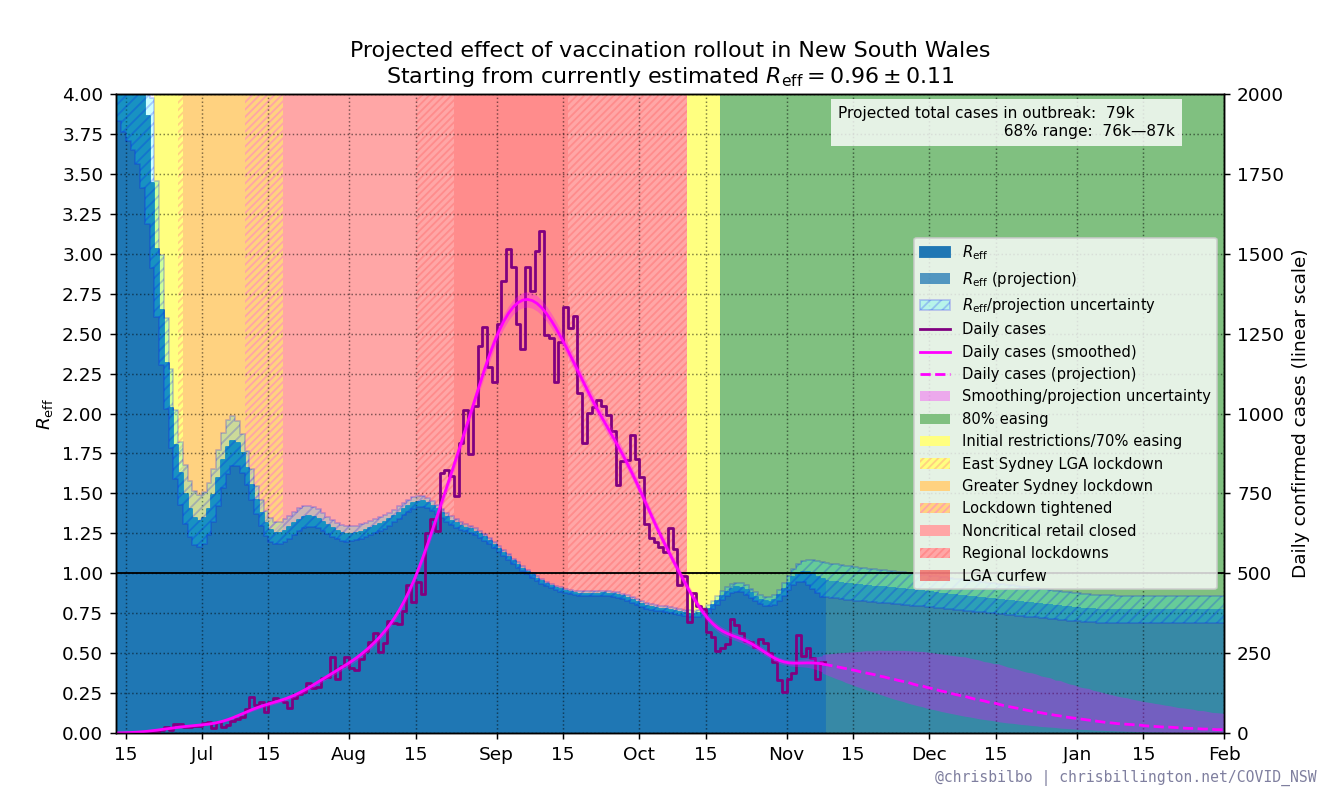 Projected effect of vaccination rollout in New South Wales
Starting from currently estimated R_eff = 0.96 ± 0.11
Projected total cases in outbreak: 79k
68% range: 76k—87k
4.00
3.75
3.50
3.25
3.00
2.75
2.50
2.25
2.00
1.75
1.50
1.25
1.00
0.75
0.50
0.25
0.00
R_eff
2000
1750
1500
1250
1000
750
500
250
0
Daily confirmed cases (linear scale)
R_eff
R_eff (projection)
R_eff/projection uncertainty
Daily cases
Daily cases (smoothed)
Daily cases (projection)
Smoothing/projection uncertainty
80% easing
Initial restrictions/70% easing
East Sydney LGA lockdown
Greater Sydney lockdown
Lockdown tightened
Noncritical retail closed
Regional lockdowns
LGA curfew
15 Jul 15 Aug 15 Sep 15 Oct 15 Nov 15 Dec 15 Jan 15 Feb
@chrisbilbo | chrisbillington.net/COVID_NSW